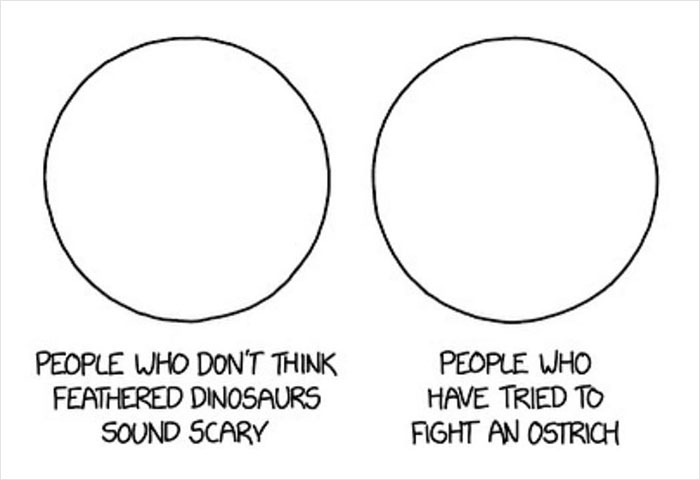 PEOPLE WHO DON'T THINK
FEATHERED DINOSAURS
SOUND SCARY
PEOPLE WHO
HAVE TRIED TO
FIGHT AN OSTRICH